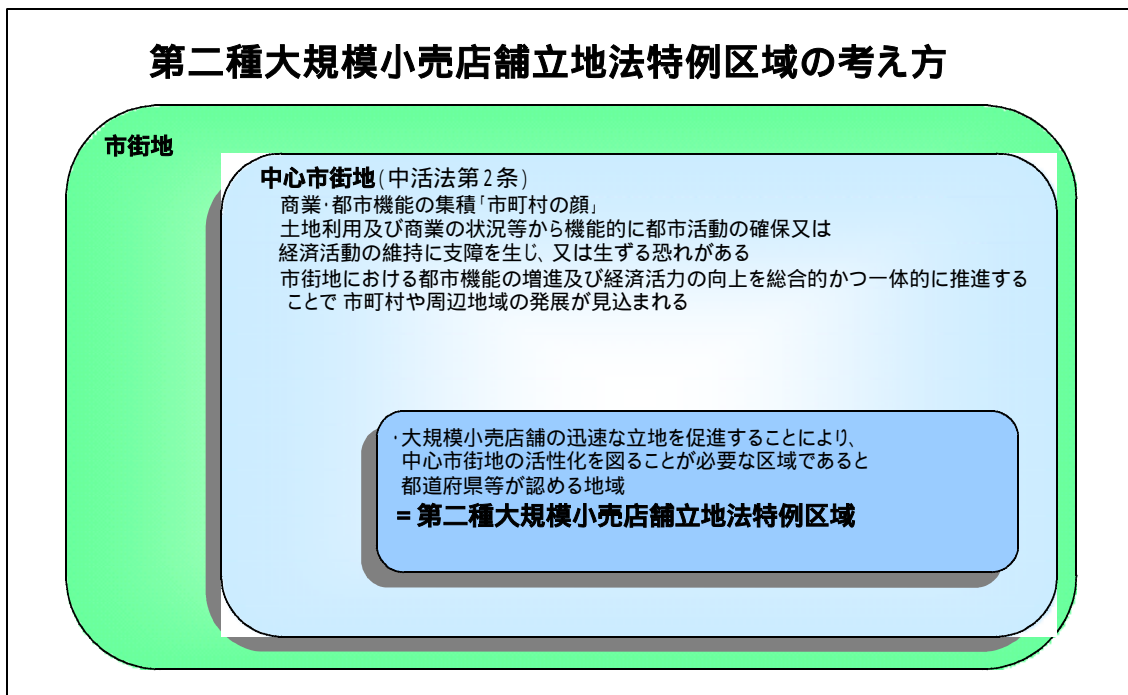 第二種大規模小売店舗立地法特例区域の考え方
市街地
中心市街地(中活法第2条)
商業・都市機能の集積「市町村の顔」
土地利用及び商業の状況等から機能的に都市活動の確保又は
経済活動の維持に支障を生じ、又は生ずる恐れがある
市街地における都市機能の増進及び経済活力の向上を総合的かつ一体的に推進する
ことで 市町村や周辺地域の発展が見込まれる
・大規模小売店舗の迅速な立地を促進することにより、
中心市街地の活性化を図ることが必要な区域であると
都道府県等が認める地域
=第二種大規模小売店舗立地法特例区域